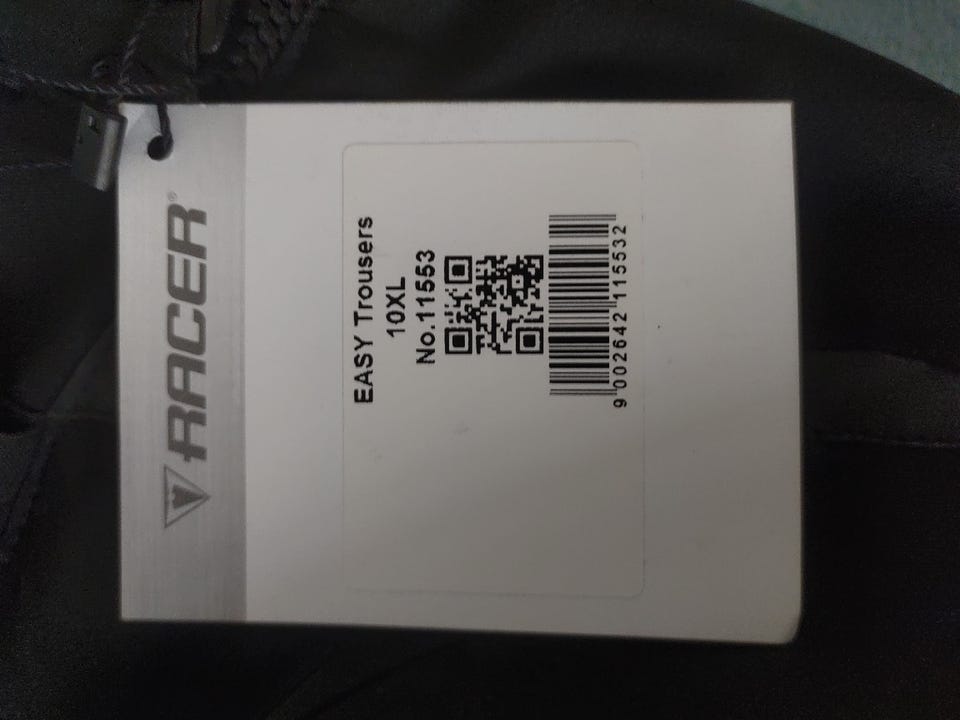 RACER®
EASY Trousers
10XL
No.11553
9 002642 115532